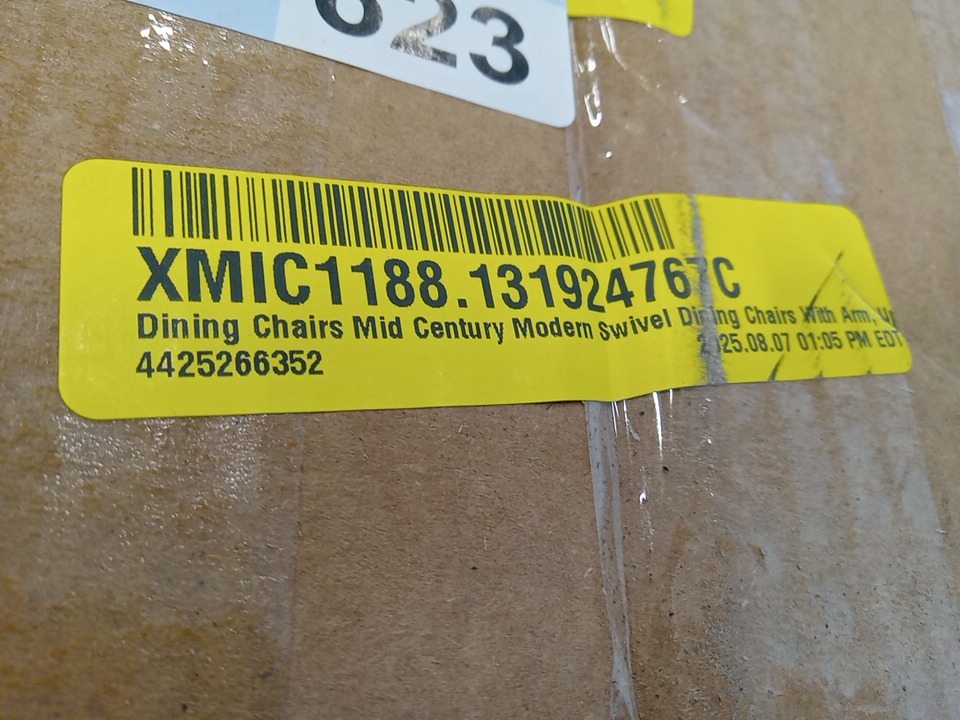 623
XMIC1188.131924767C
Dining Chairs Mid Century Modern Swivel Dining Chairs With Arm,
2025.08.07 01:05 PM EDT
4425266352